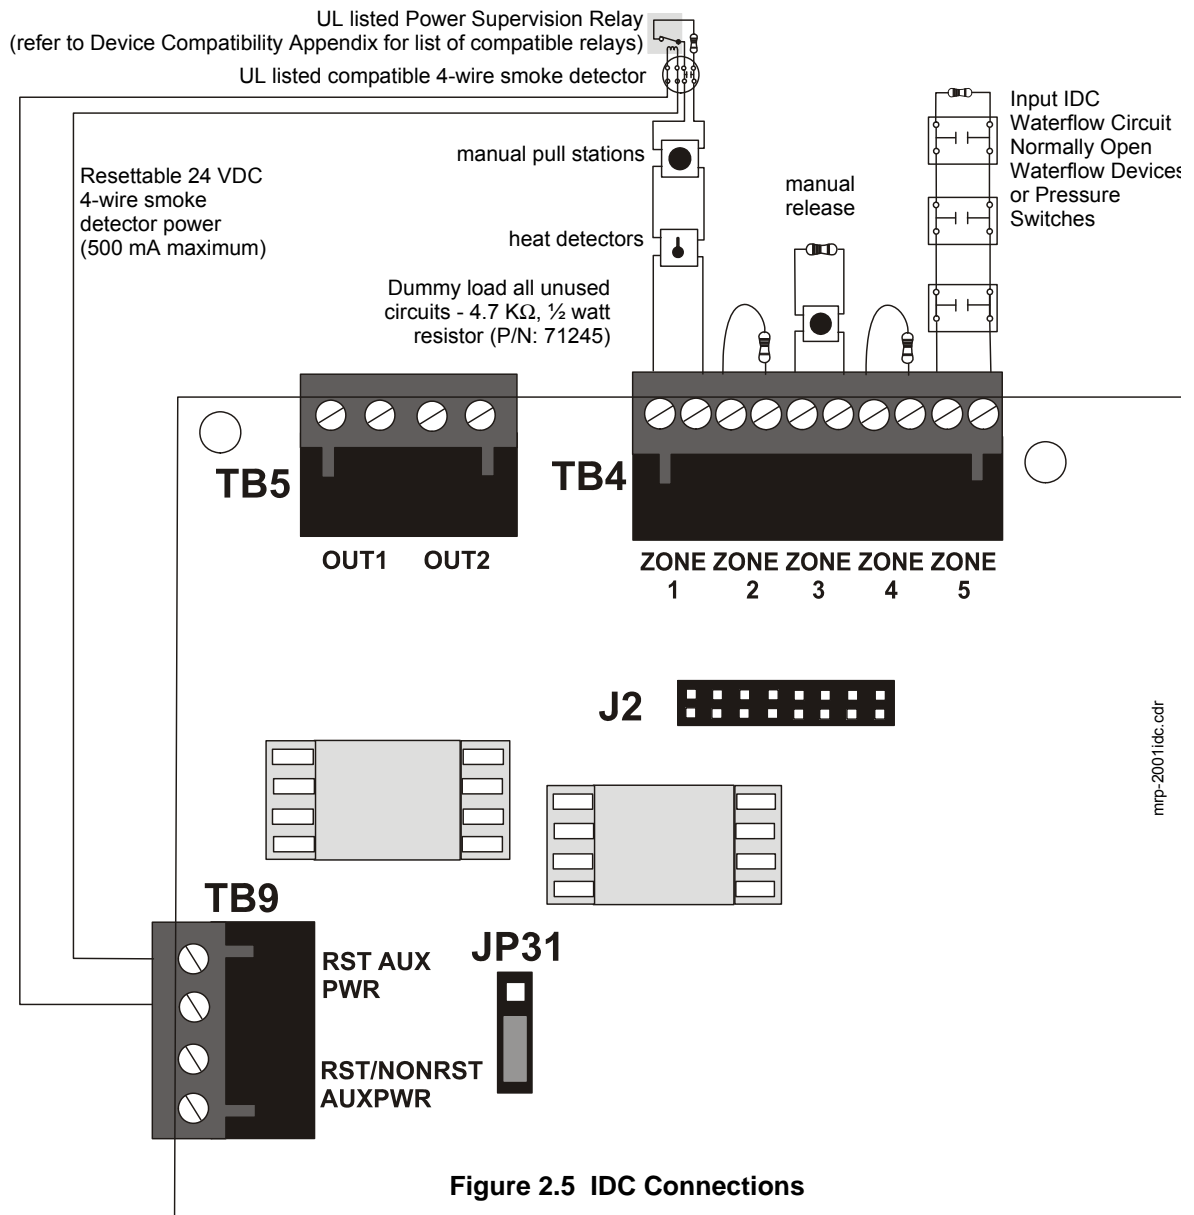 UL listed Power Supervision Relay
(refer to Device Compatibility Appendix for list of compatible relays)
UL listed compatible 4-wire smoke detector
Input IDC
Waterflow Circuit
Normally Open
Waterflow Devices
or Pressure
Switches
manual pull stations
Resettable 24 VDC
4-wire smoke
detector power
(500 mA maximum)
manual
release
heat detectors
Dummy load all unused
circuits - 4.7 KΩ, ½ watt
resistor (P/N: 71245)
TB5
TB4
OUT1 OUT2
ZONE ZONE ZONE ZONE ZONE
1 2 3 4 5
J2
mrp-2001idc.cdr
TB9
JP31
RST AUX
PWR
RST/NONRST
AUXPWR
Figure 2.5 IDC Connections